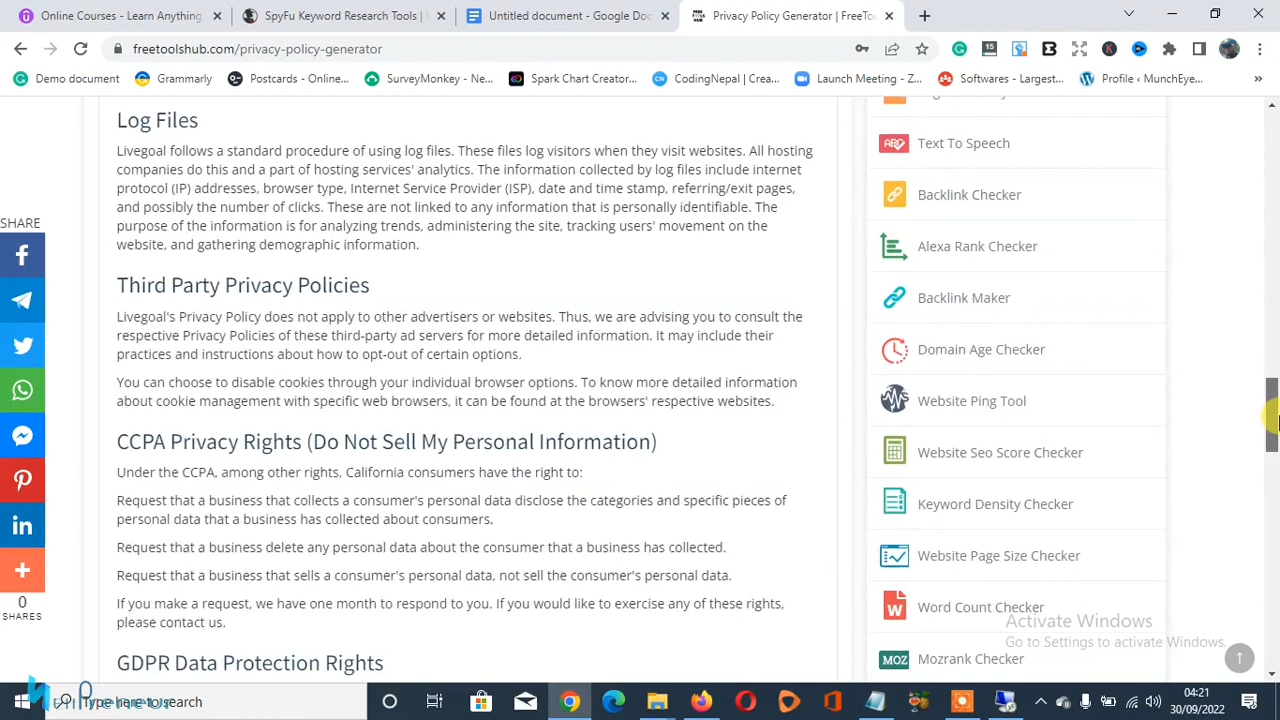 Online Courses - Learn Anything,
SpyFu Keyword Research Tools |
Untitled document - Google Doc
Privacy Policy Generator | FreeToo
freetoolshub.com/privacy-policy-generator
Demo document
Grammarly
Postcards - Online...
SurveyMonkey - Ne...
Spark Chart Creator...
CodingNepal | Crea...
Launch Meeting - Z...
Softwares - Largest...
Profile ‹ MunchEye...
Log Files
Livegoal follows a standard procedure of using log files. These files log visitors when they visit websites. All hosting
companies do this and a part of hosting services' analytics. The information collected by log files include internet
protocol (IP) addresses, browser type, Internet Service Provider (ISP), date and time stamp, referring/exit pages,
and possibly the number of clicks. These are not linked to any information that is personally identifiable. The
purpose of the information is for analyzing trends, administering the site, tracking users' movement on the
website, and gathering demographic information.
Third Party Privacy Policies
Livegoal's Privacy Policy does not apply to other advertisers or websites. Thus, we are advising you to consult the
respective Privacy Policies of these third-party ad servers for more detailed information. It may include their
practices and instructions about how to opt-out of certain options.
You can choose to disable cookies through your individual browser options. To know more detailed information
about cookie management with specific web browsers, it can be found at the browsers' respective websites.
CCPA Privacy Rights (Do Not Sell My Personal Information)
Under the CCPA, among other rights, California consumers have the right to:
Request that a business that collects a consumer's personal data disclose the categories and specific pieces of
personal data that a business has collected about consumers.
Request that a business delete any personal data about the consumer that a business has collected.
Request that a business that sells a consumer's personal data, not sell the consumer's personal data.
If you make a request, we have one month to respond to you. If you would like to exercise any of these rights,
please contact us.
GDPR Data Protection Rights
SHARE
0
SHARES
Text To Speech
Backlink Checker
Alexa Rank Checker
Backlink Maker
Domain Age Checker
Website Ping Tool
Website Seo Score Checker
Keyword Density Checker
Website Page Size Checker
Word Count Checker
Mozrank Checker
MOZ
Activate Windows
Go to Settings to activate Windows.
Type here to search
04:21
30/09/2022